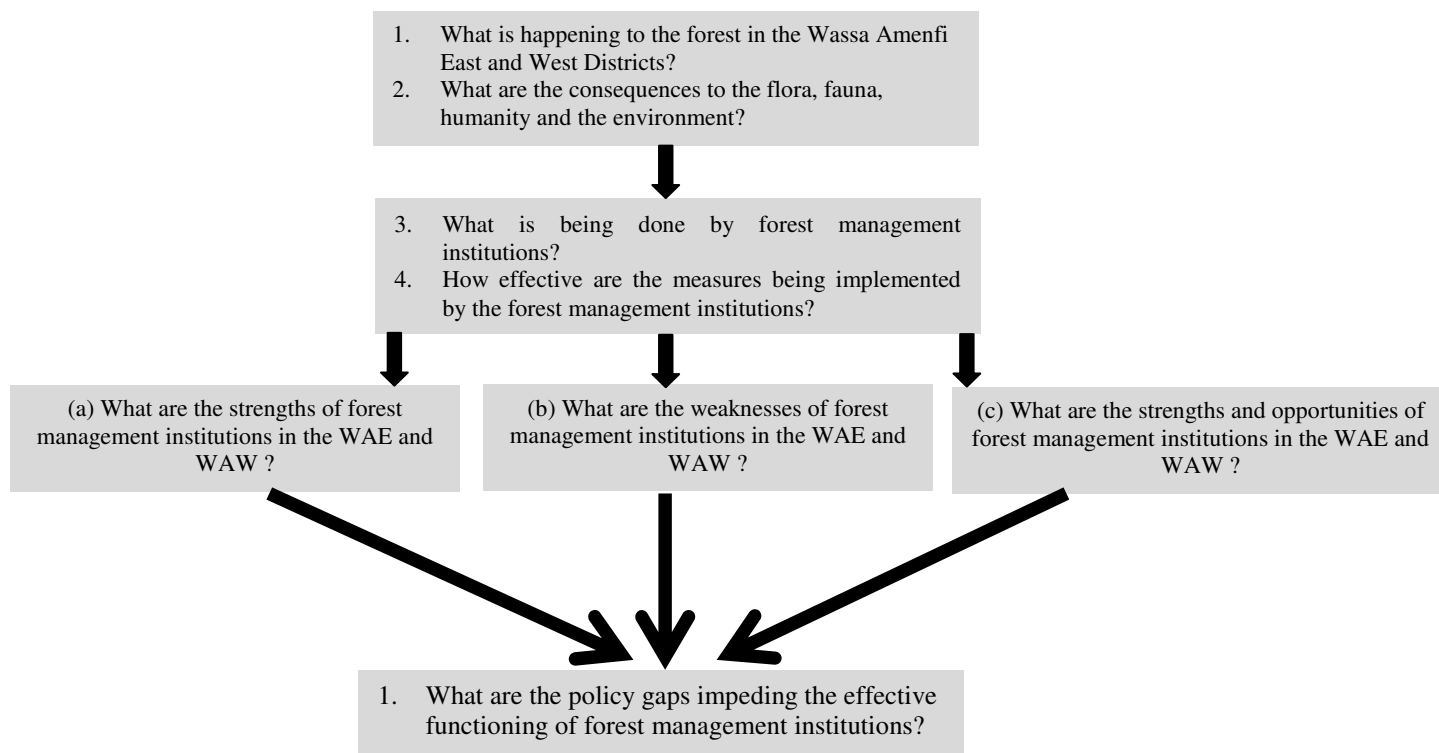 1. What is happening to the forest in the Wassa Amenfi
East and West Districts?
2. What are the consequences to the flora, fauna,
humanity and the environment?
3. What is being done by forest management
institutions?
4. How effective are the measures being implemented
by the forest management institutions?
(a) What are the strengths of forest
management institutions in the WAE and
WAW ?
(b) What are the weaknesses of forest
management institutions in the WAE and
WAW ?
(c) What are the strengths and opportunities of
forest management institutions in the WAE and
WAW ?
1. What are the policy gaps impeding the effective
functioning of forest management institutions?